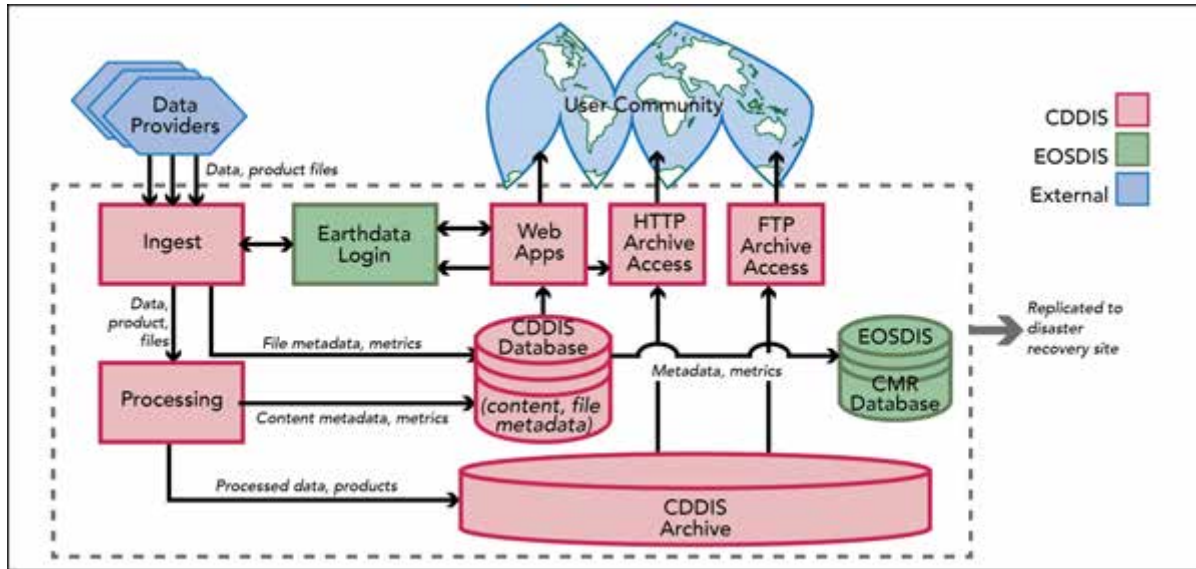 Data
Providers
User Community
CDDIS
EOSDIS
External
Data, product files
Ingest
Earthdata
Login
Web
Apps
HTTP
Archive
Access
FTP
Archive
Access
Data,
product,
files
File metadata, metrics
CDDIS
Database
(content, file
metadata)
Metadata, metrics
EOSDIS
CMR
Database
Replicated to
disaster
recovery site
Processing
Content metadata, metrics
Processed data, products
CDDIS
Archive